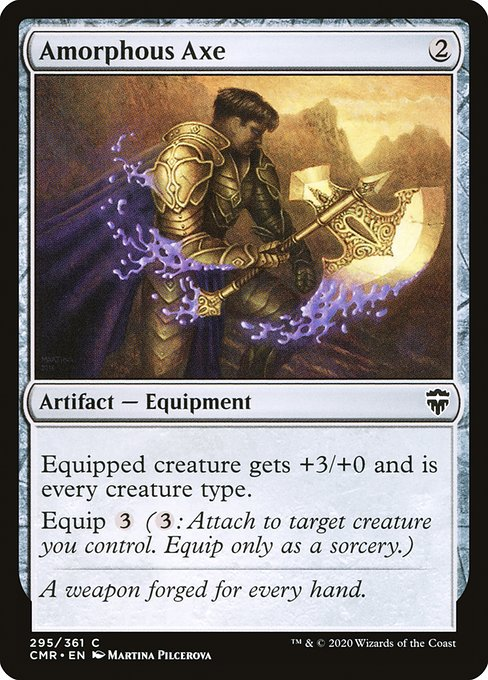 Amorphous Axe 2
Artifact — Equipment
Equipped creature gets +3/+0 and is
every creature type.
Equip 3 (3: Attach to target creature
you control. Equip only as a sorcery.)
A weapon forged for every hand.
295/361 C
CMR • EN Martina Pilcerova
™ & © 2020 Wizards of the Coast